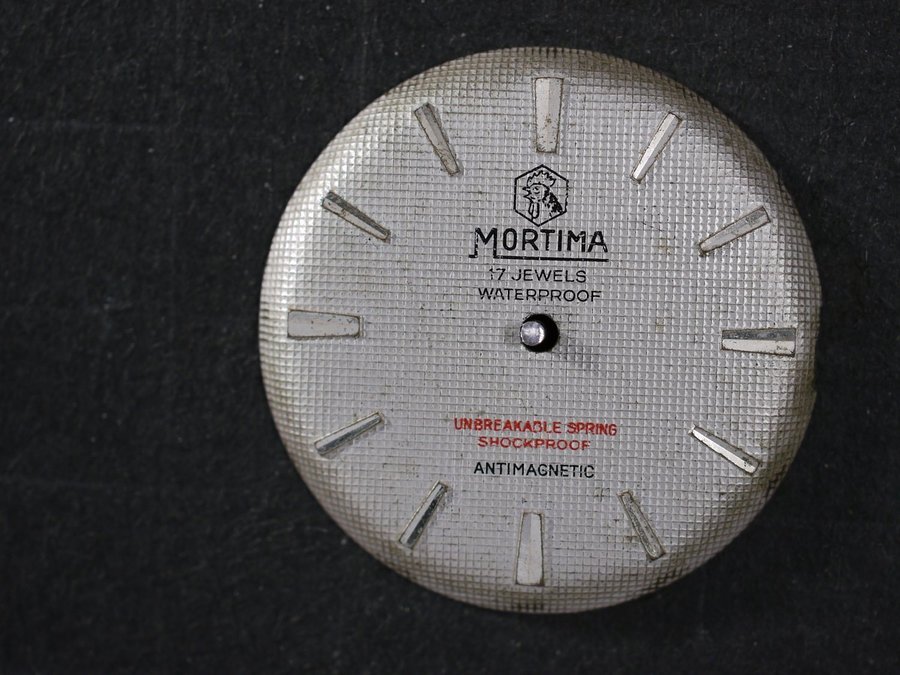 MORTIMA
17 JEWELS
WATERPROOF
UNBREAKABLE SPRING
SHOCKPROOF
ANTIMAGNETIC